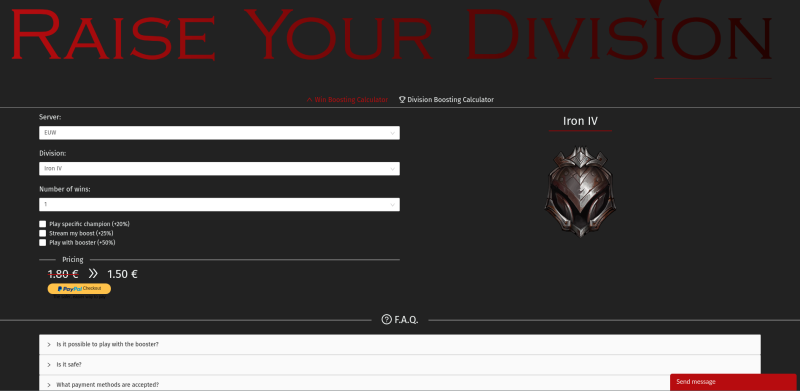 RAISE YOUR DIVISION
Win Boosting Calculator
Division Boosting Calculator
Server:
EUW
Division:
Iron IV
Number of wins:
1
Play specific champion (+20%)
Stream my boost (+25%)
Play with booster (+50%)
Iron IV
Pricing
1.80 € 1.50 €
PayPal Checkout
F.A.Q.
Is it possible to play with the booster?
Is it safe?
What payment methods are accepted?
Send message